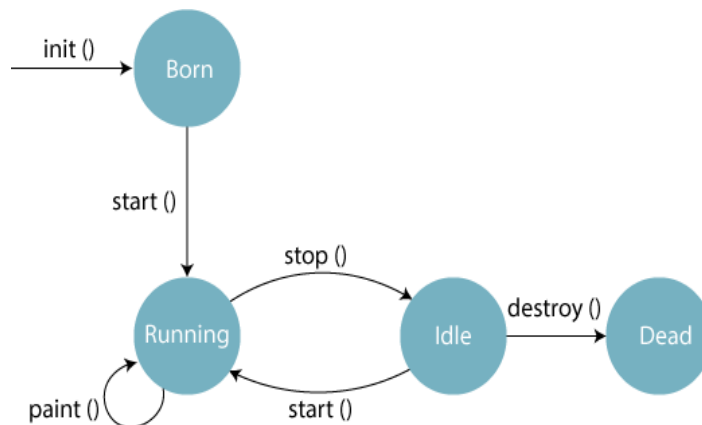 init ()
Born
start ()
stop ()
destroy ()
Running
Idle
Dead
paint ()
start ()